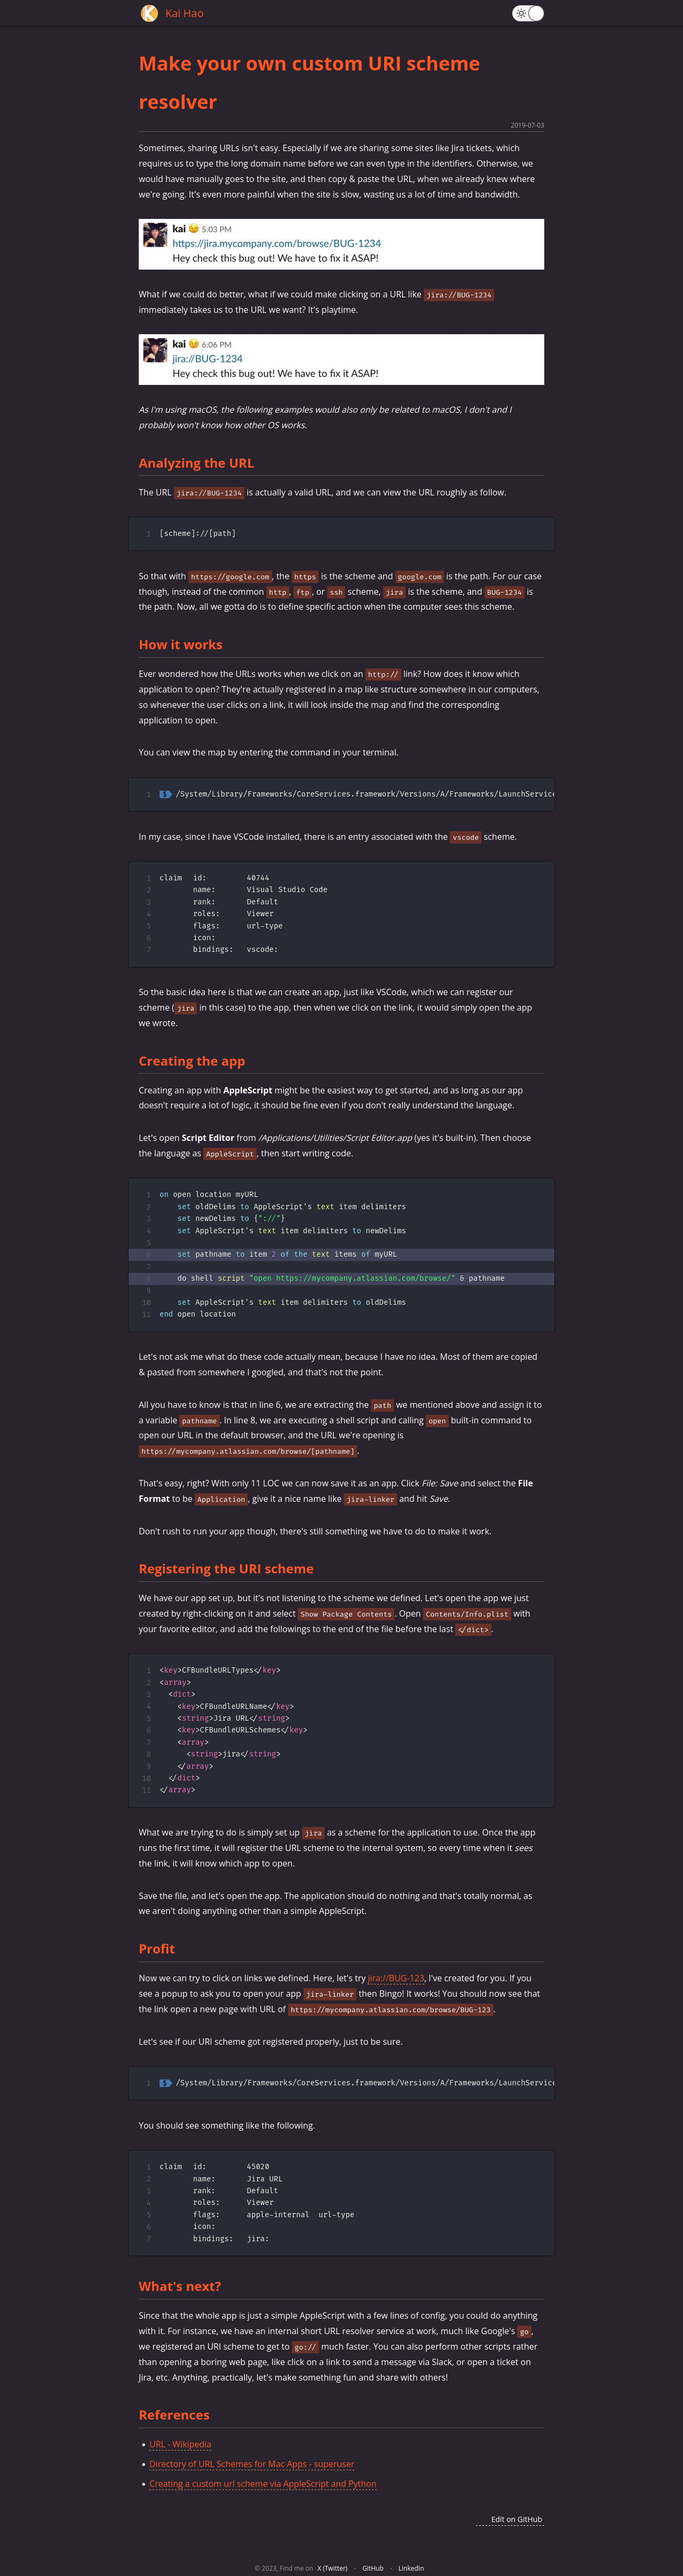 Kai Hao
Make your own custom URI scheme
resolver
2019-07-03
Sometimes, sharing URLs isn't easy. Especially if we are sharing some sites like Jira tickets, which
requires us to type the long domain name before we can even type in the identifiers. Otherwise, we
would have manually goes to the site, and then copy & paste the URL, when we already knew where
we're going. It's even more painful when the site is slow, wasting us a lot of time and bandwidth.
kai 😉 5:03 PM
https://jira.mycompany.com/browse/BUG-1234
Hey check this bug out! We have to fix it ASAP!
What if we could do better, what if we could make clicking on a URL like jira://BUG-1234
immediately takes us to the URL we want? It's playtime.
kai 😉 6:06 PM
jira://BUG-1234
Hey check this bug out! We have to fix it ASAP!
As I'm using macOS, the following examples would also only be related to macOS, I don't and I
probably won't know how other OS works.
Analyzing the URL
The URL jira://BUG-1234 is actually a valid URL, and we can view the URL roughly as follow.
1 [scheme]://[path]
So that with https://google.com, the https is the scheme and google.com is the path. For our case
though, instead of the common http, ftp, or ssh scheme, jira is the scheme, and BUG-1234 is
the path. Now, all we gotta do is to define specific action when the computer sees this scheme.
How it works
Ever wondered how the URLs works when we click on an http:// link? How does it know which
application to open? They're actually registered in a map like structure somewhere in our computers,
so whenever the user clicks on a link, it will look inside the map and find the corresponding
application to open.
You can view the map by entering the command in your terminal.
1 $ /System/Library/Frameworks/CoreServices.framework/Versions/A/Frameworks/LaunchService
In my case, since I have VSCode installed, there is an entry associated with the vscode scheme.
1 claim id: 40744
2 name: Visual Studio Code
3 rank: Default
4 roles: Viewer
5 flags: url-type
6 icon:
7 bindings: vscode:
So the basic idea here is that we can create an app, just like VSCode, which we can register our
scheme (jira in this case) to the app, then when we click on the link, it would simply open the app
we wrote.
Creating the app
Creating an app with AppleScript might be the easiest way to get started, and as long as our app
doesn't require a lot of logic, it should be fine even if you don't really understand the language.
Let's open Script Editor from /Applications/Utilities/Script Editor.app (yes it's built-in). Then choose
the language as AppleScript, then start writing code.
1 on open location myURL
2 set oldDelims to AppleScript's text item delimiters
3 set newDelims to {"://"}
4 set AppleScript's text item delimiters to newDelims
5
6 set pathname to item 2 of the text items of myURL
7
8 do shell script "open https://mycompany.atlassian.com/browse/" & pathname
9
10 set AppleScript's text item delimiters to oldDelims
11 end open location
Let's not ask me what do these code actually mean, because I have no idea. Most of them are copied
& pasted from somewhere I googled, and that's not the point.
All you have to know is that in line 6, we are extracting the path we mentioned above and assign it to
a variable pathname. In line 8, we are executing a shell script and calling open built-in command to
open our URL in the default browser, and the URL we're opening is
https://mycompany.atlassian.com/browse/[pathname].
That's easy, right? With only 11 LOC we can now save it as an app. Click File: Save and select the File
Format to be Application, give it a nice name like jira-linker and hit Save.
Don't rush to run your app though, there's still something we have to do to make it work.
Registering the URI scheme
We have our app set up, but it's not listening to the scheme we defined. Let's open the app we just
created by right-clicking on it and select Show Package Contents. Open Contents/Info.plist with
your favorite editor, and add the followings to the end of the file before the last </dict>.
1 <key>CFBundleURLTypes</key>
2 <array>
3 <dict>
4 <key>CFBundleURLName</key>
5 <string>Jira URL</string>
6 <key>CFBundleURLSchemes</key>
7 <array>
8 <string>jira</string>
9 </array>
10 </dict>
11 </array>
What we are trying to do is simply set up jira as a scheme for the application to use. Once the app
runs the first time, it will register the URL scheme to the internal system, so every time when it sees
the link, it will know which app to open.
Save the file, and let's open the app. The application should do nothing and that's totally normal, as
we aren't doing anything other than a simple AppleScript.
Profit
Now we can try to click on links we defined. Here, let's try jira://BUG-123, I've created for you. If you
see a popup to ask you to open your app jira-linker then Bingo! It works! You should now see that
the link open a new page with URL of https://mycompany.atlassian.com/browse/BUG-123.
Let's see if our URI scheme got registered properly, just to be sure.
1 $ /System/Library/Frameworks/CoreServices.framework/Versions/A/Frameworks/LaunchService
You should see something like the following.
1 claim id: 45020
2 name: Jira URL
3 rank: Default
4 roles: Viewer
5 flags: apple-internal url-type
6 icon:
7 bindings: jira:
What's next?
Since that the whole app is just a simple AppleScript with a few lines of config, you could do anything
with it. For instance, we have an internal short URL resolver service at work, much like Google's go,
we registered an URI scheme to get to go:// much faster. You can also perform other scripts rather
than opening a boring web page, like click on a link to send a message via Slack, or open a ticket on
Jira, etc. Anything, practically, let's make something fun and share with others!
References
URL - Wikipedia
Directory of URL Schemes for Mac Apps - superuser
Creating a custom url scheme via AppleScript and Python
Edit on GitHub
© 2023, Find me on X (Twitter) - GitHub - LinkedIn